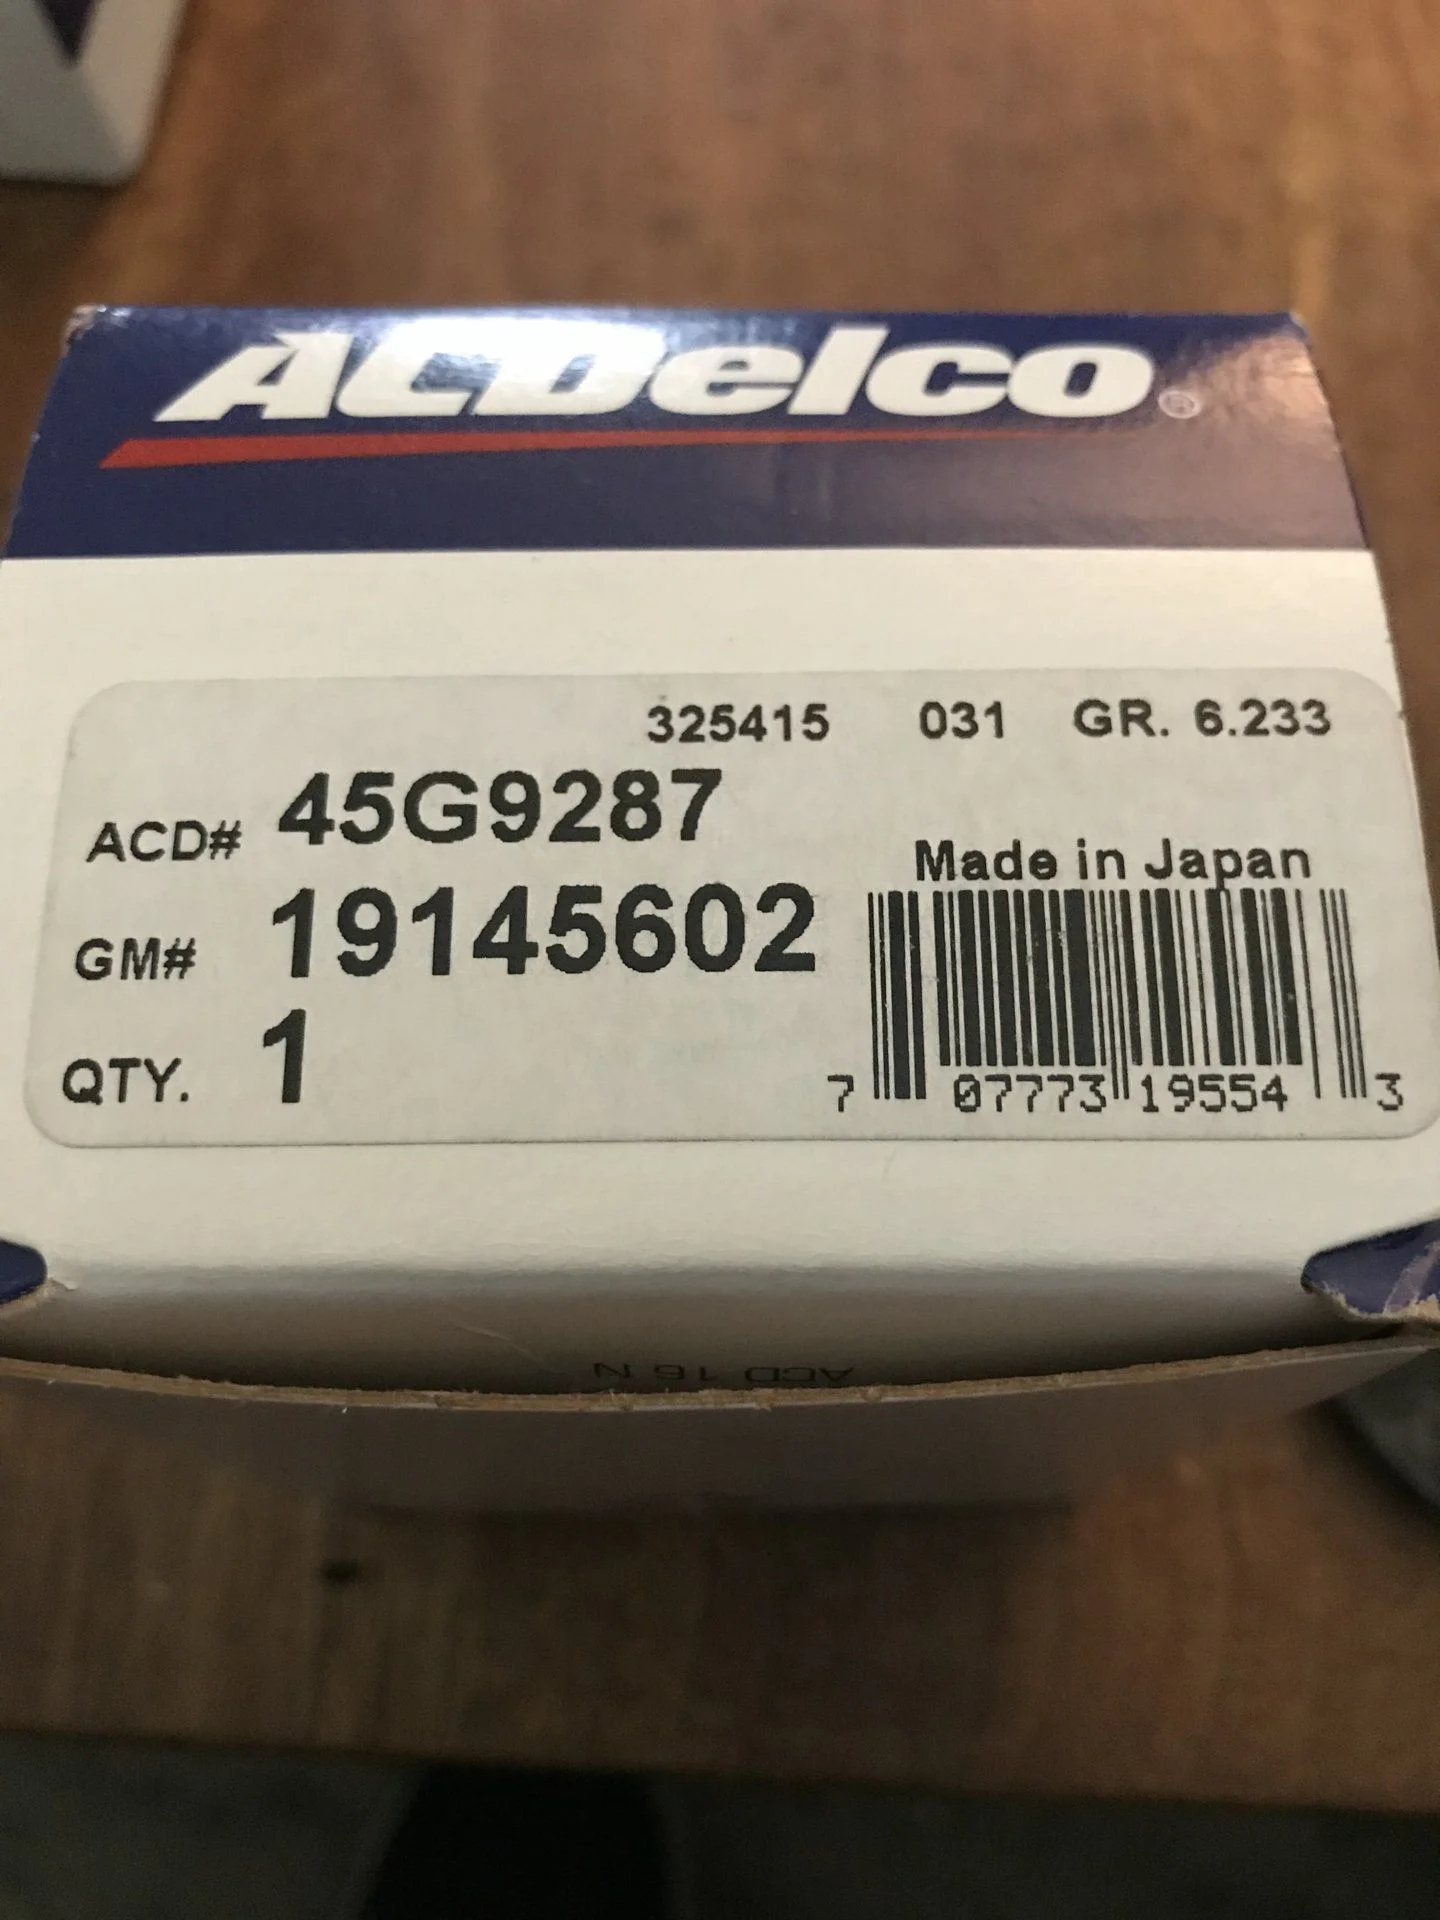 ACDelco®
325415 031 GR. 6.233
ACD# 45G9287
Made in Japan
GM# 19145602
QTY. 1
7 07773 19554 3
ACD 16 N